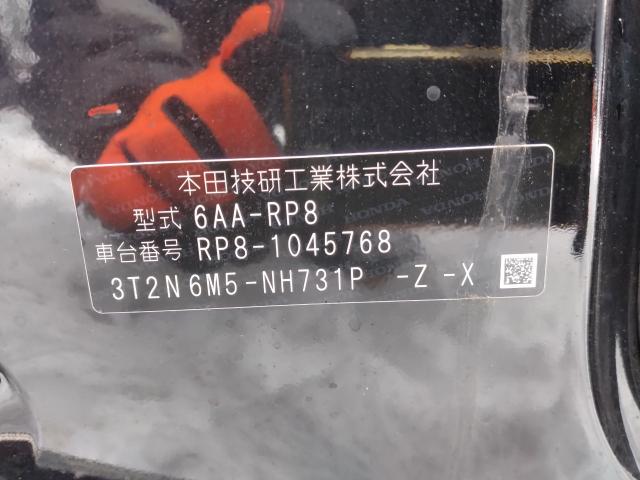 本田技研工業株式会社
型式 6AA-RP8
車台番号 RP8-1045768
3T2N6M5-NH731P -Z -X